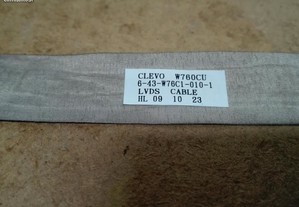 CLEVO W760CU
6-43-W76C1-010-1
LVDS CABLE
HL 09 10 23